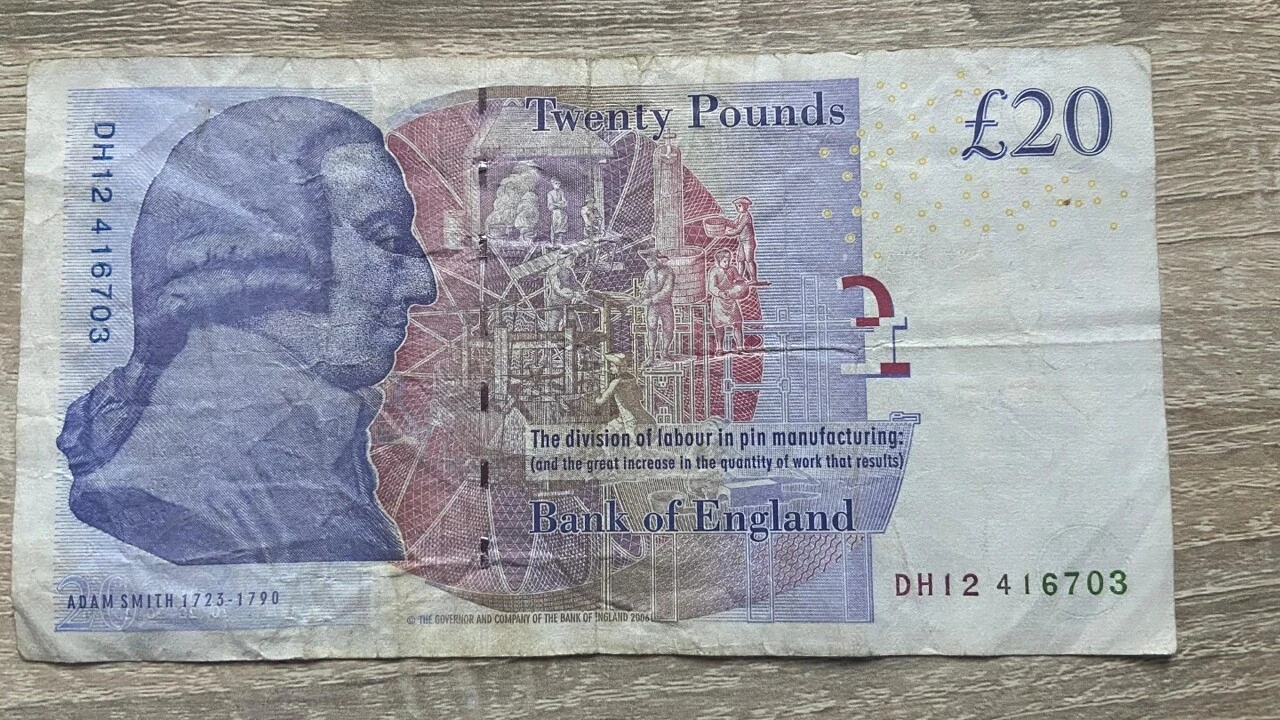 Twenty Pounds
£20
DH12 416703
The division of labour in pin manufacturing:
(and the great increase in the quantity of work that results)
Bank of England
DH12 416703
20
ADAM SMITH 1723-1790
© THE GOVERNOR AND COMPANY OF THE BANK OF ENGLAND 2006